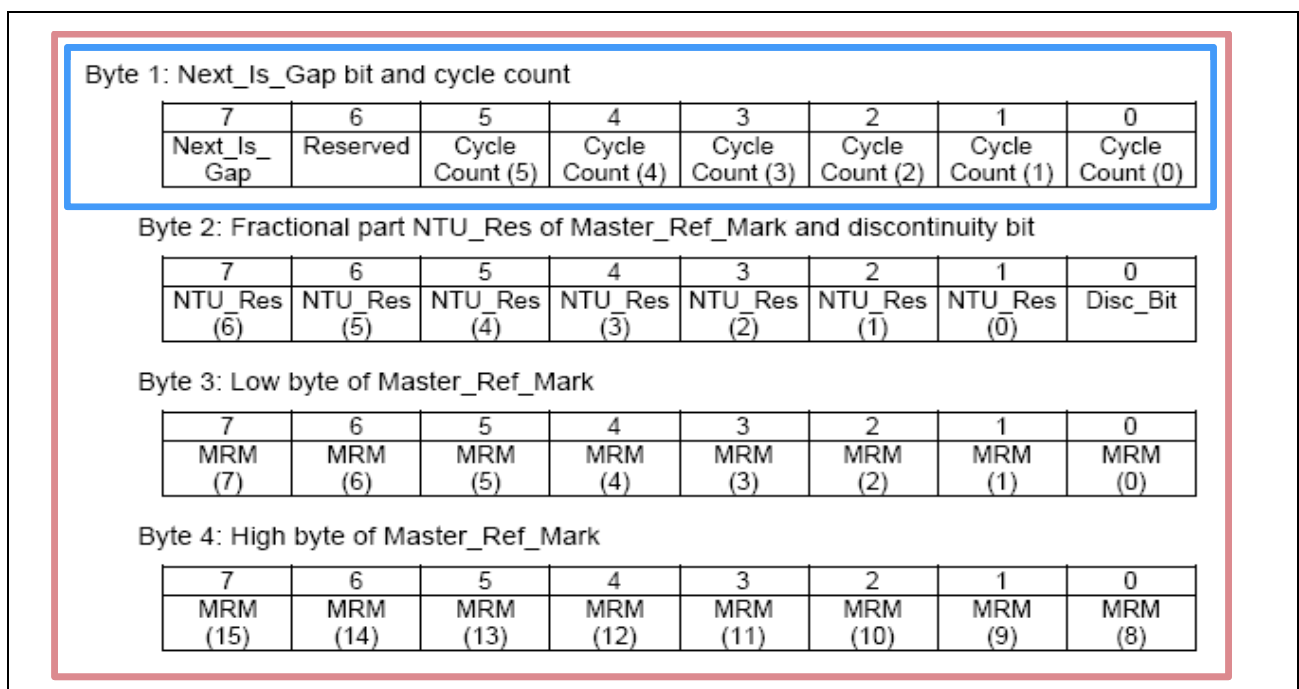 Byte 1: Next_Is_Gap bit and cycle count
7 6 5 4 3 2 1 0
Next_Is_ Reserved Cycle Cycle Cycle Cycle Cycle Cycle
Gap Count (5) Count (4) Count (3) Count (2) Count (1) Count (0)
Byte 2: Fractional part NTU_Res of Master_Ref_Mark and discontinuity bit
7 6 5 4 3 2 1 0
NTU_Res NTU_Res NTU_Res NTU_Res NTU_Res NTU_Res NTU_Res Disc_Bit
(6) (5) (4) (3) (2) (1) (0)
Byte 3: Low byte of Master_Ref_Mark
7 6 5 4 3 2 1 0
MRM MRM MRM MRM MRM MRM MRM MRM
(7) (6) (5) (4) (3) (2) (1) (0)
Byte 4: High byte of Master_Ref_Mark
7 6 5 4 3 2 1 0
MRM MRM MRM MRM MRM MRM MRM MRM
(15) (14) (13) (12) (11) (10) (9) (8)